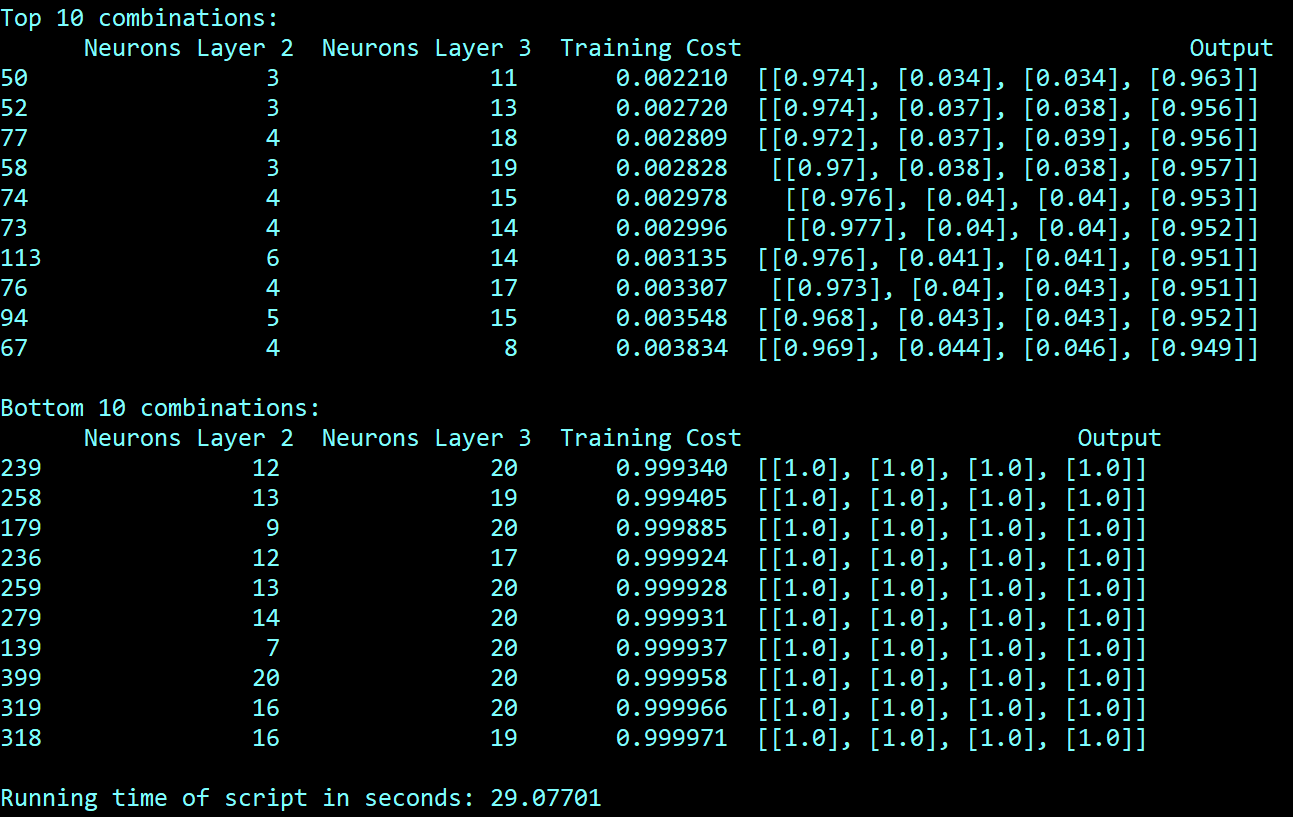 Top 10 combinations:
      Neurons Layer 2  Neurons Layer 3  Training Cost                                Output
50                 3               11       0.002210  [[0.974], [0.034], [0.034], [0.963]]
52                 3               13       0.002720  [[0.974], [0.037], [0.038], [0.956]]
77                 4               18       0.002809  [[0.972], [0.037], [0.039], [0.956]]
58                 3               19       0.002828   [[0.97], [0.038], [0.038], [0.957]]
74                 4               15       0.002978    [[0.976], [0.04], [0.04], [0.953]]
73                 4               14       0.002996    [[0.977], [0.04], [0.04], [0.952]]
113                6               14       0.003135  [[0.976], [0.041], [0.041], [0.951]]
76                 4               17       0.003307   [[0.973], [0.04], [0.043], [0.951]]
94                 5               15       0.003548  [[0.968], [0.043], [0.043], [0.952]]
67                 4                8       0.003834  [[0.969], [0.044], [0.046], [0.949]]

Bottom 10 combinations:
      Neurons Layer 2  Neurons Layer 3  Training Cost                        Output
239               12               20       0.999340  [[1.0], [1.0], [1.0], [1.0]]
258               13               19       0.999405  [[1.0], [1.0], [1.0], [1.0]]
179                9               20       0.999885  [[1.0], [1.0], [1.0], [1.0]]
236               12               17       0.999924  [[1.0], [1.0], [1.0], [1.0]]
259               13               20       0.999928  [[1.0], [1.0], [1.0], [1.0]]
279               14               20       0.999931  [[1.0], [1.0], [1.0], [1.0]]
139                7               20       0.999937  [[1.0], [1.0], [1.0], [1.0]]
399               20               20       0.999958  [[1.0], [1.0], [1.0], [1.0]]
319               16               20       0.999966  [[1.0], [1.0], [1.0], [1.0]]
318               16               19       0.999971  [[1.0], [1.0], [1.0], [1.0]]

Running time of script in seconds: 29.07701